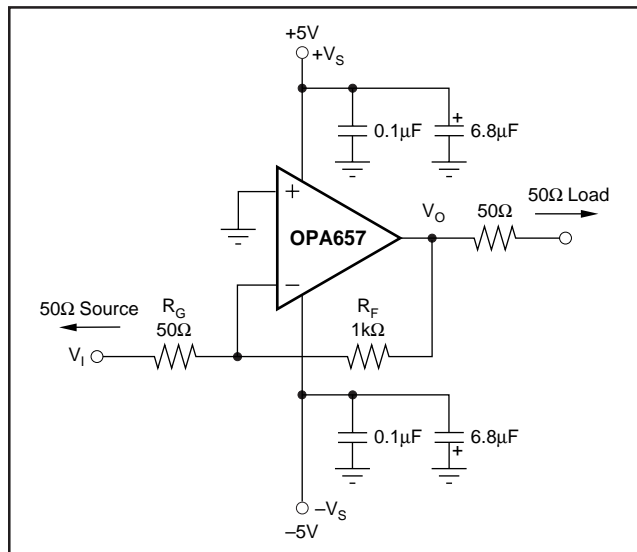 +5V
+V_S
0.1μF
+
6.8μF
+
OPA657
−
V_O
50Ω
50Ω Load
50Ω Source
R_G
50Ω
V_I
R_F
1kΩ
0.1μF
6.8μF
+
−V_S
−5V